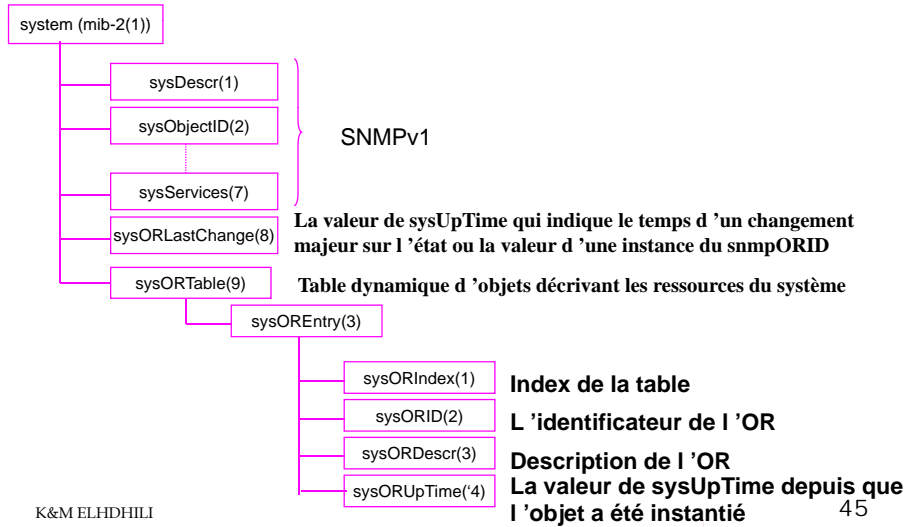 system (mib-2(1))
sysDescr(1)
sysObjectID(2)
SNMPv1
sysServices(7)
sysORLastChange(8)
La valeur de sysUpTime qui indique le temps d ’un changement
majeur sur l ’état ou la valeur d ’une instance du snmpORID
sysORTable(9)
Table dynamique d ’objets décrivant les ressources du système
sysOREntry(3)
sysORIndex(1)
Index de la table
sysORID(2)
L ’identificateur de l ’OR
sysORDescr(3)
Description de l ’OR
sysORUpTime(‘4)
La valeur de sysUpTime depuis que
l ’objet a été instantié
K&M ELHDHILI
45